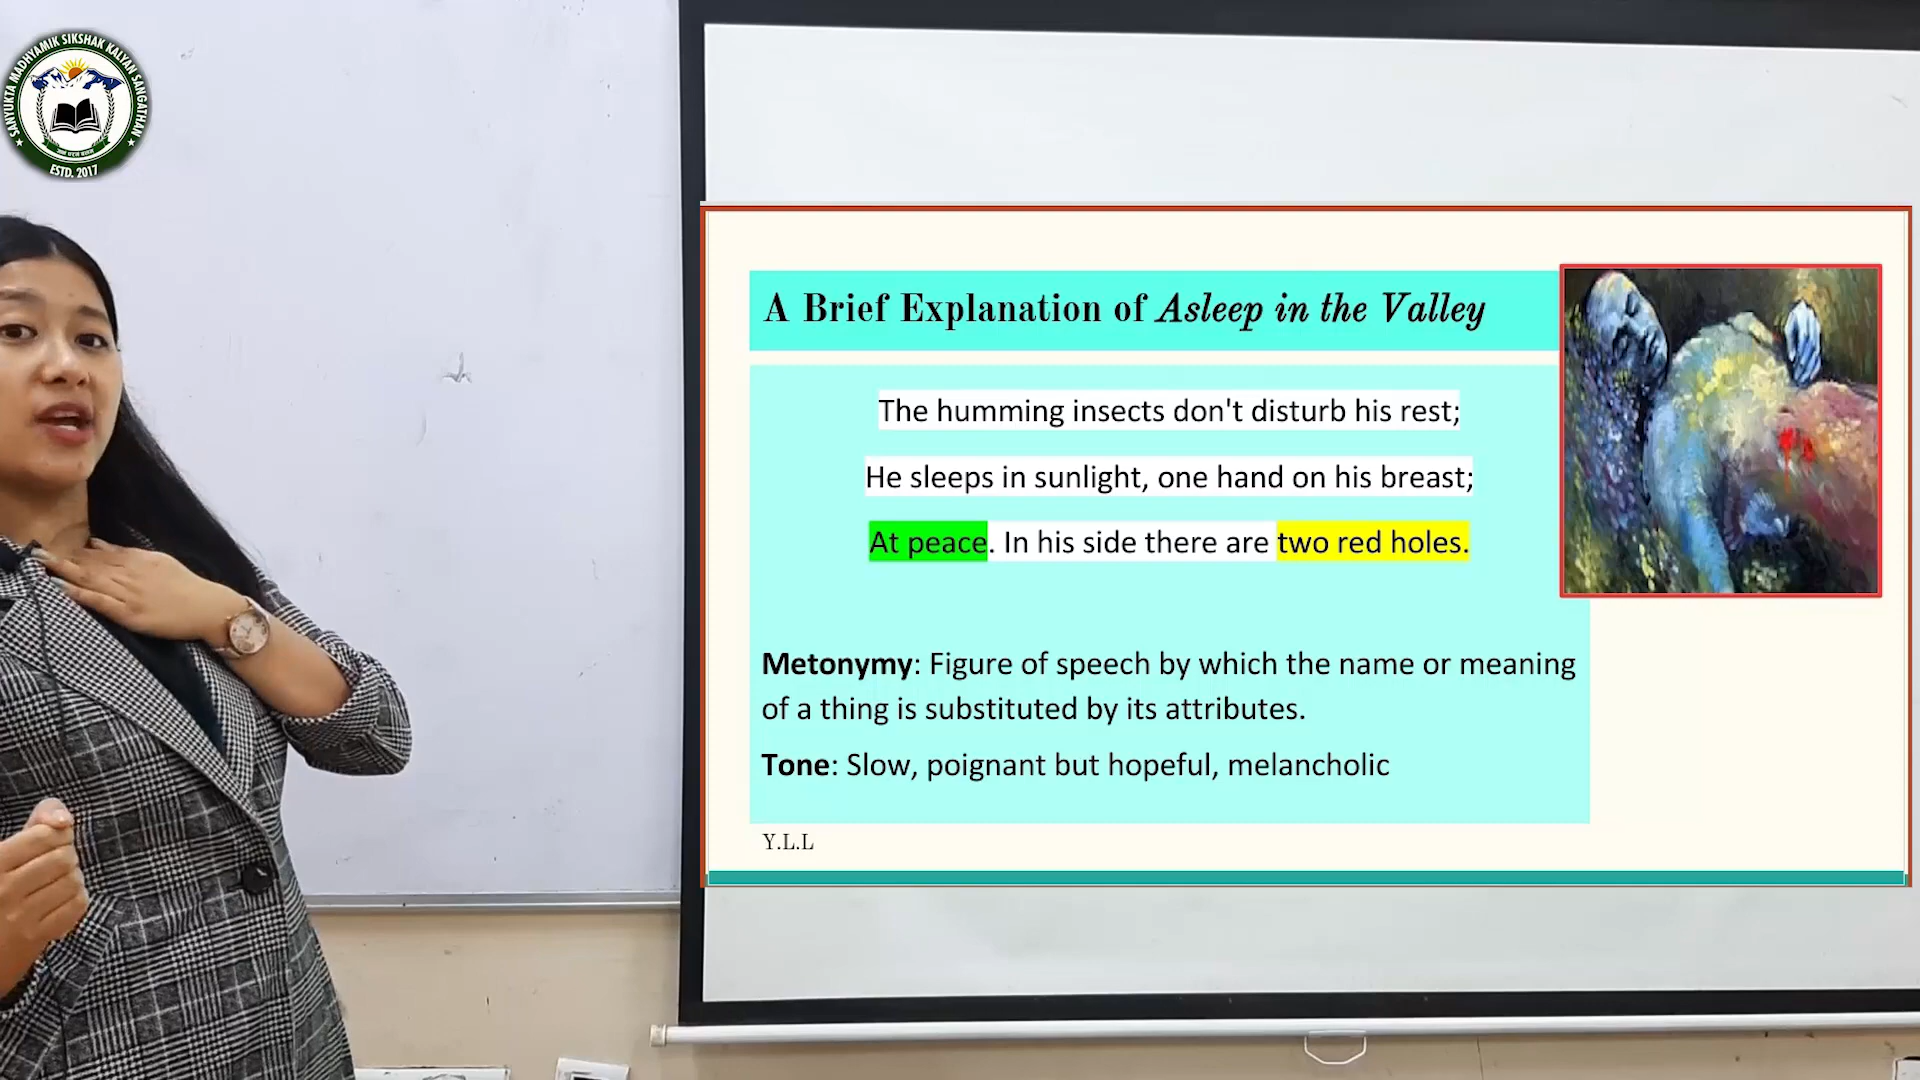 SANYUKTA MADHYAMIK SIKSHAK KALYAN SANGATHAN
ESTD. 2017
A Brief Explanation of Asleep in the Valley
The humming insects don't disturb his rest;
He sleeps in sunlight, one hand on his breast;
At peace. In his side there are two red holes.
Metonymy: Figure of speech by which the name or meaning
of a thing is substituted by its attributes.
Tone: Slow, poignant but hopeful, melancholic
Y.L.L